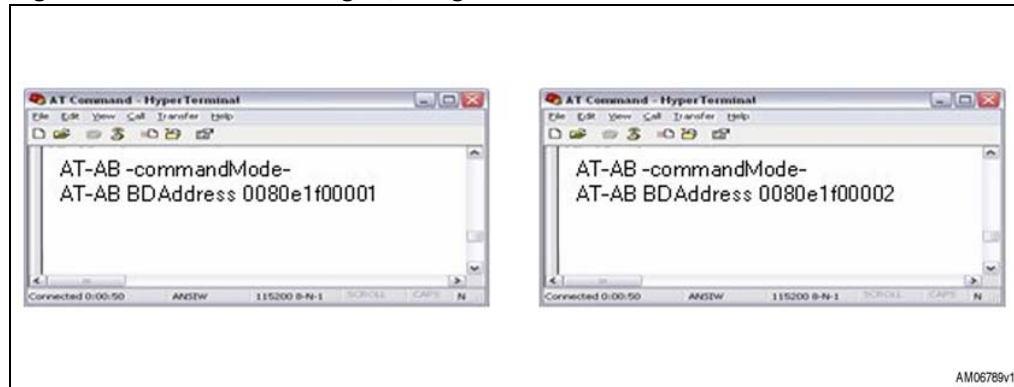 AT Command - HyperTerminal
File Edit View Call Transfer Help
AT-AB -commandMode-
AT-AB BDAddress 0080e1f00001
Connected 0:00:50 ANSIW 115200 8-N-1 SCROLL CAPS N
AT Command - HyperTerminal
File Edit View Call Transfer Help
AT-AB -commandMode-
AT-AB BDAddress 0080e1f00002
Connected 0:00:50 ANSIW 115200 8-N-1 SCROLL CAPS N
AM06789v1